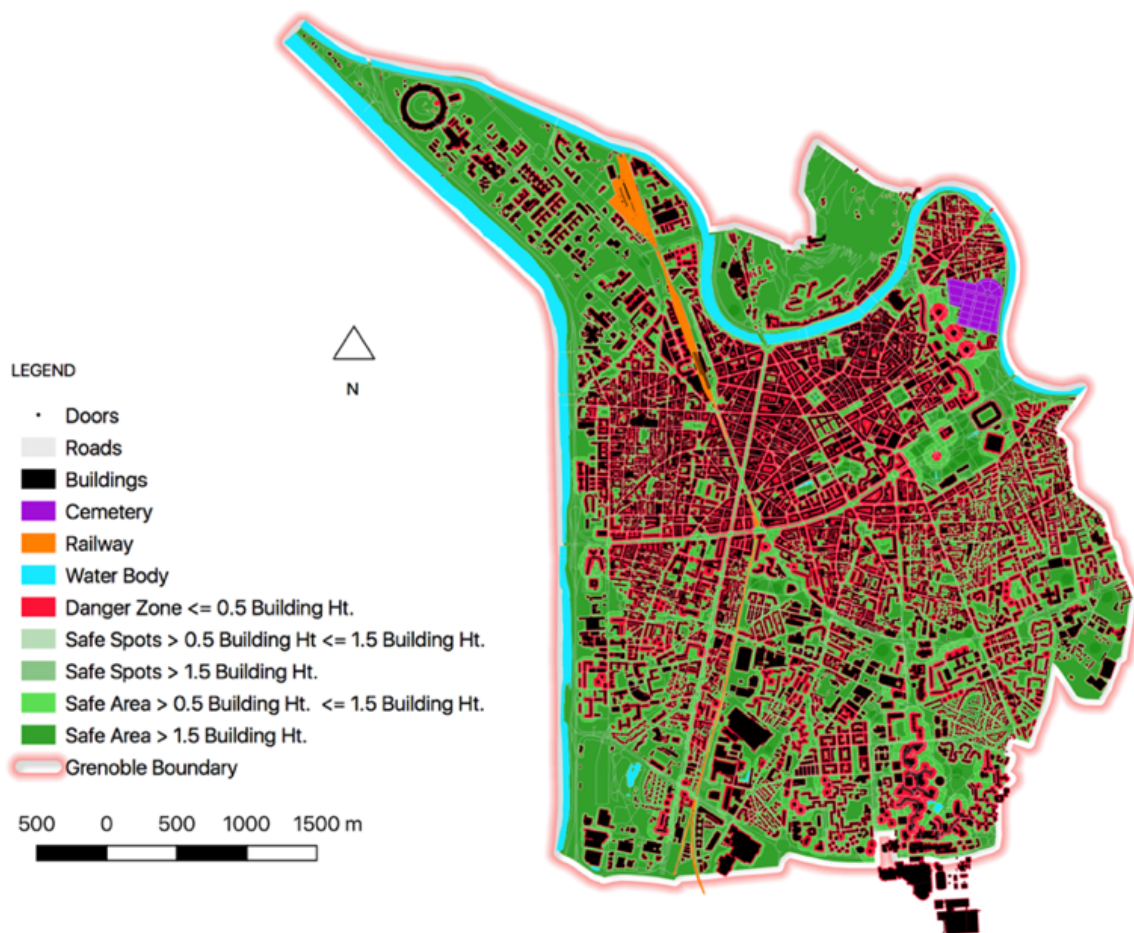 N
LEGEND
Doors
Roads
Buildings
Cemetery
Railway
Water Body
Danger Zone <= 0.5 Building Ht.
Safe Spots > 0.5 Building Ht <= 1.5 Building Ht.
Safe Spots > 1.5 Building Ht.
Safe Area > 0.5 Building Ht. <= 1.5 Building Ht.
Safe Area > 1.5 Building Ht.
Grenoble Boundary
500 0 500 1000 1500 m